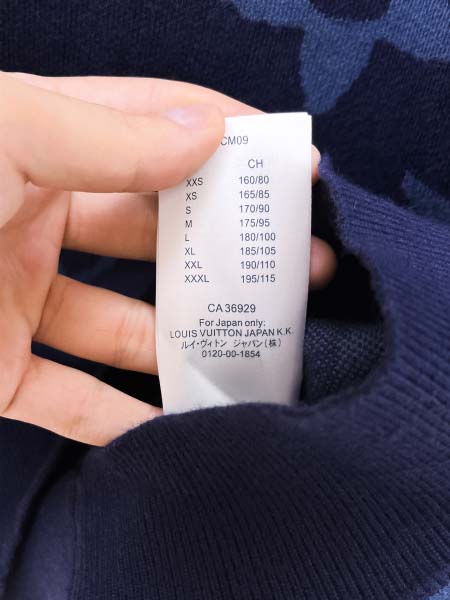 CM09
CH
XXS 160/80
XS 165/85
S 170/90
M 175/95
L 180/100
XL 185/105
XXL 190/110
XXXL 195/115
CA 36929
For Japan only:
LOUIS VUITTON JAPAN K.K.
ルイ・ヴィトン ジャパン(株)
0120-00-1854